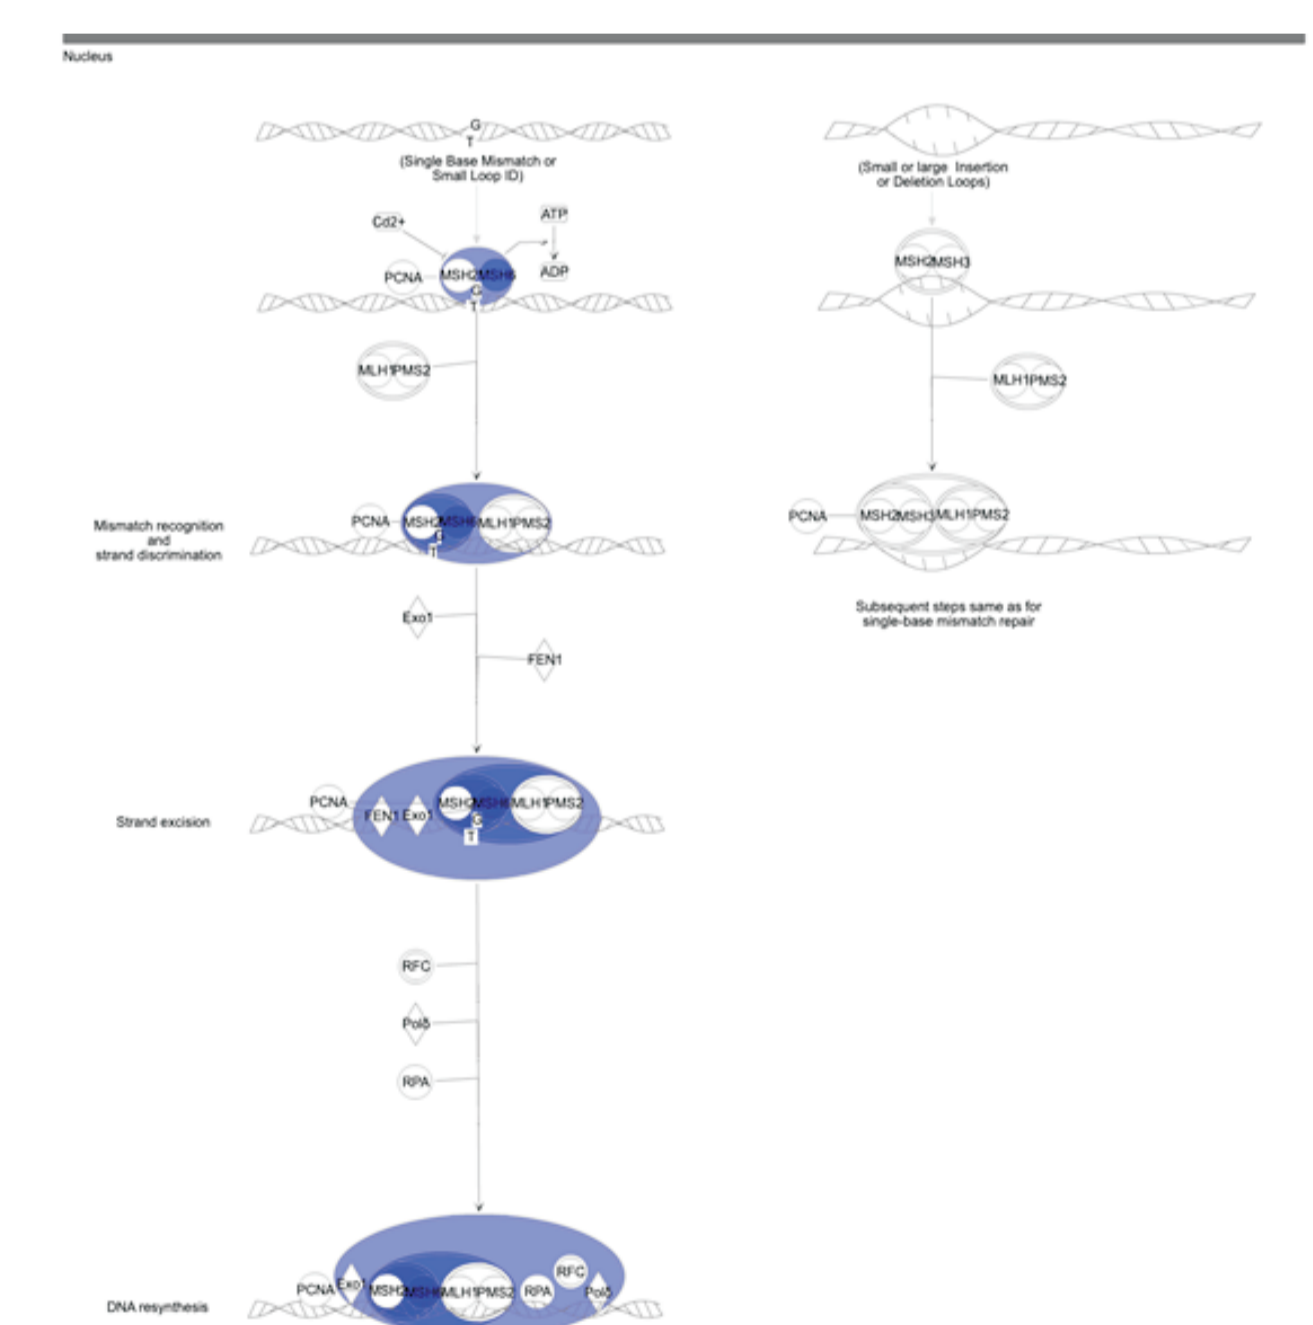 Nucleus
G
T
(Single Base Mismatch or
Small Loop ID)
(Small or large Insertion
or Deletion Loops)
Cd2+
ATP
PCNA
MSH2
MSH6
ADP
G
T
MSH2
MSH3
MLH1
PMS2
MLH1
PMS2
Mismatch recognition
and
strand discrimination
PCNA
MSH2
MSH6
MLH1
PMS2
G
T
PCNA
MSH2
MSH3
MLH1
PMS2
Subsequent steps same as for
single-base mismatch repair
Exo1
FEN1
Strand excision
PCNA
FEN1
Exo1
MSH2
MSH6
MLH1
PMS2
G
T
RFC
Polδ
RPA
DNA resynthesis
PCNA
Exo1
MSH2
MSH6
MLH1
PMS2
RPA
RFC
Polδ